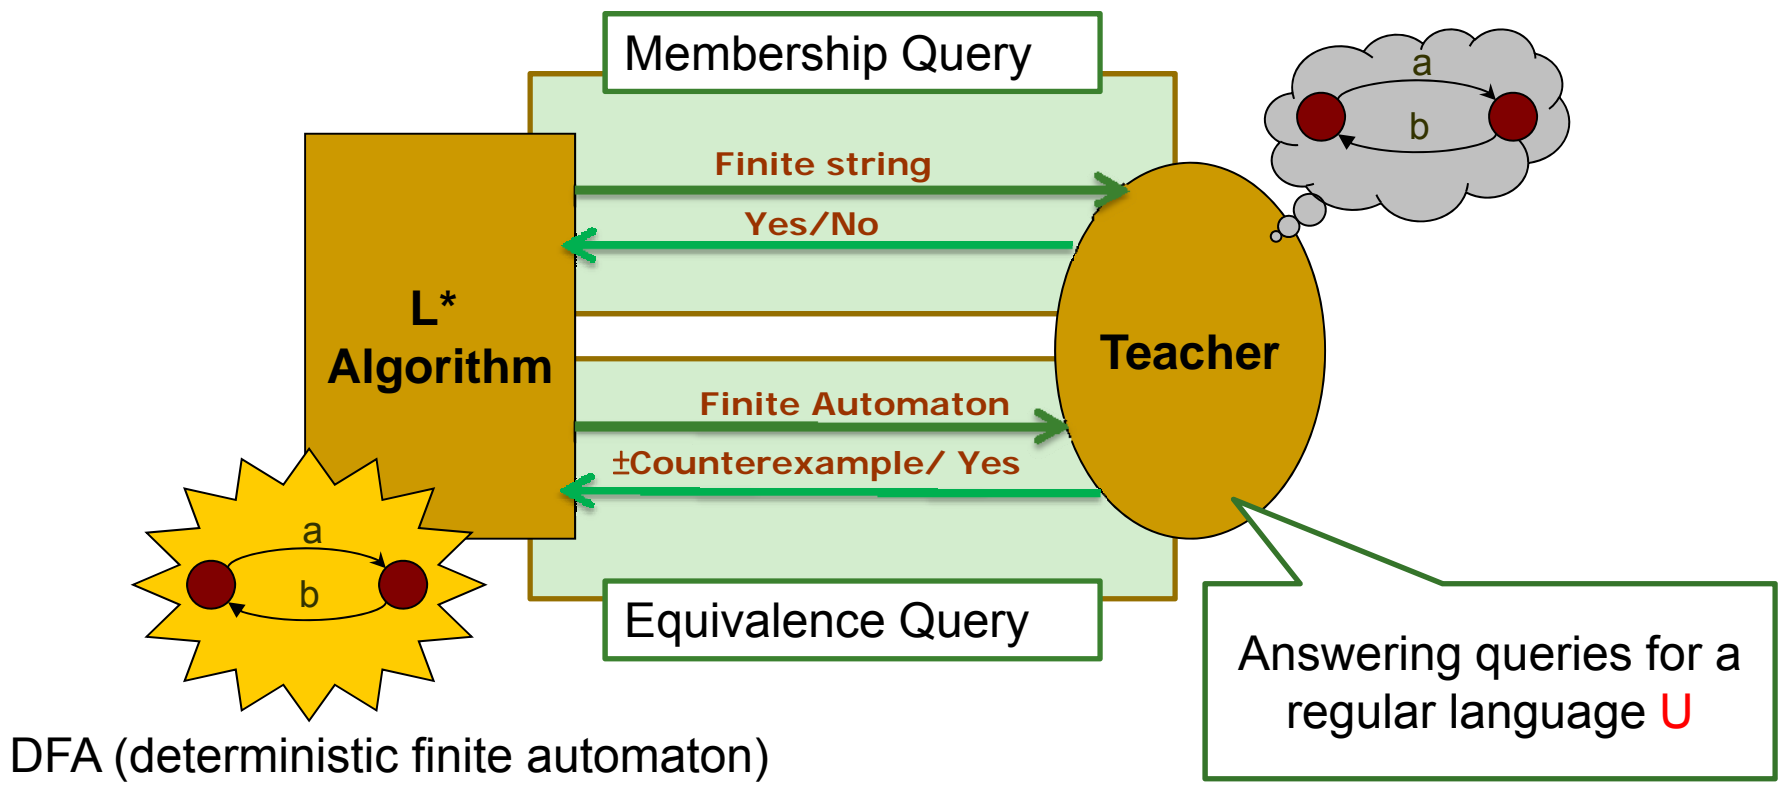 Membership Query
a
b
Finite string
Yes/No
L*
Algorithm
Teacher
Finite Automaton
±Counterexample/ Yes
a
b
Equivalence Query
Answering queries for a
regular language U
DFA (deterministic finite automaton)